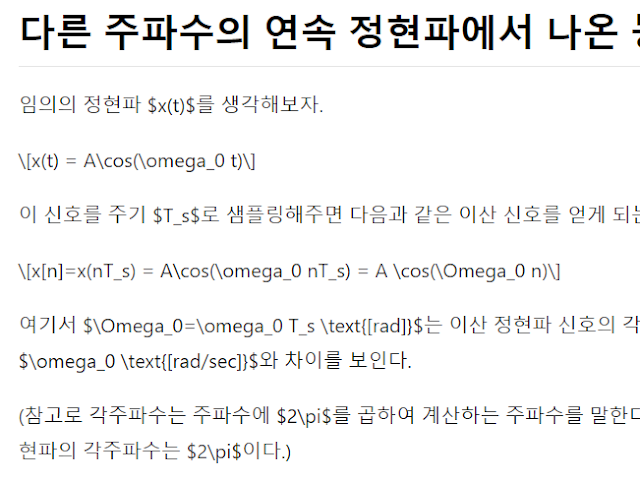 다른 주파수의 연속 정현파에서 나온
임의의 정현파 $x(t)$를 생각해보자.
\[x(t) = A\cos(\omega_0 t)\]
이 신호를 주기 $T_s$로 샘플링해주면 다음과 같은 이산 신호를 얻게 되는
\[x[n]=x(nT_s) = A\cos(\omega_0 nT_s) = A \cos(\Omega_0 n)\]
여기서 $\Omega_0=\omega_0 T_s \text{[rad]}$는 이산 정현파 신호의 각
$\omega_0 \text{[rad/sec]}$와 차이를 보인다.
(참고로 각주파수는 주파수에 $2\pi$를 곱하여 계산하는 주파수를 말한다
현파의 각주파수는 $2\pi$이다.)